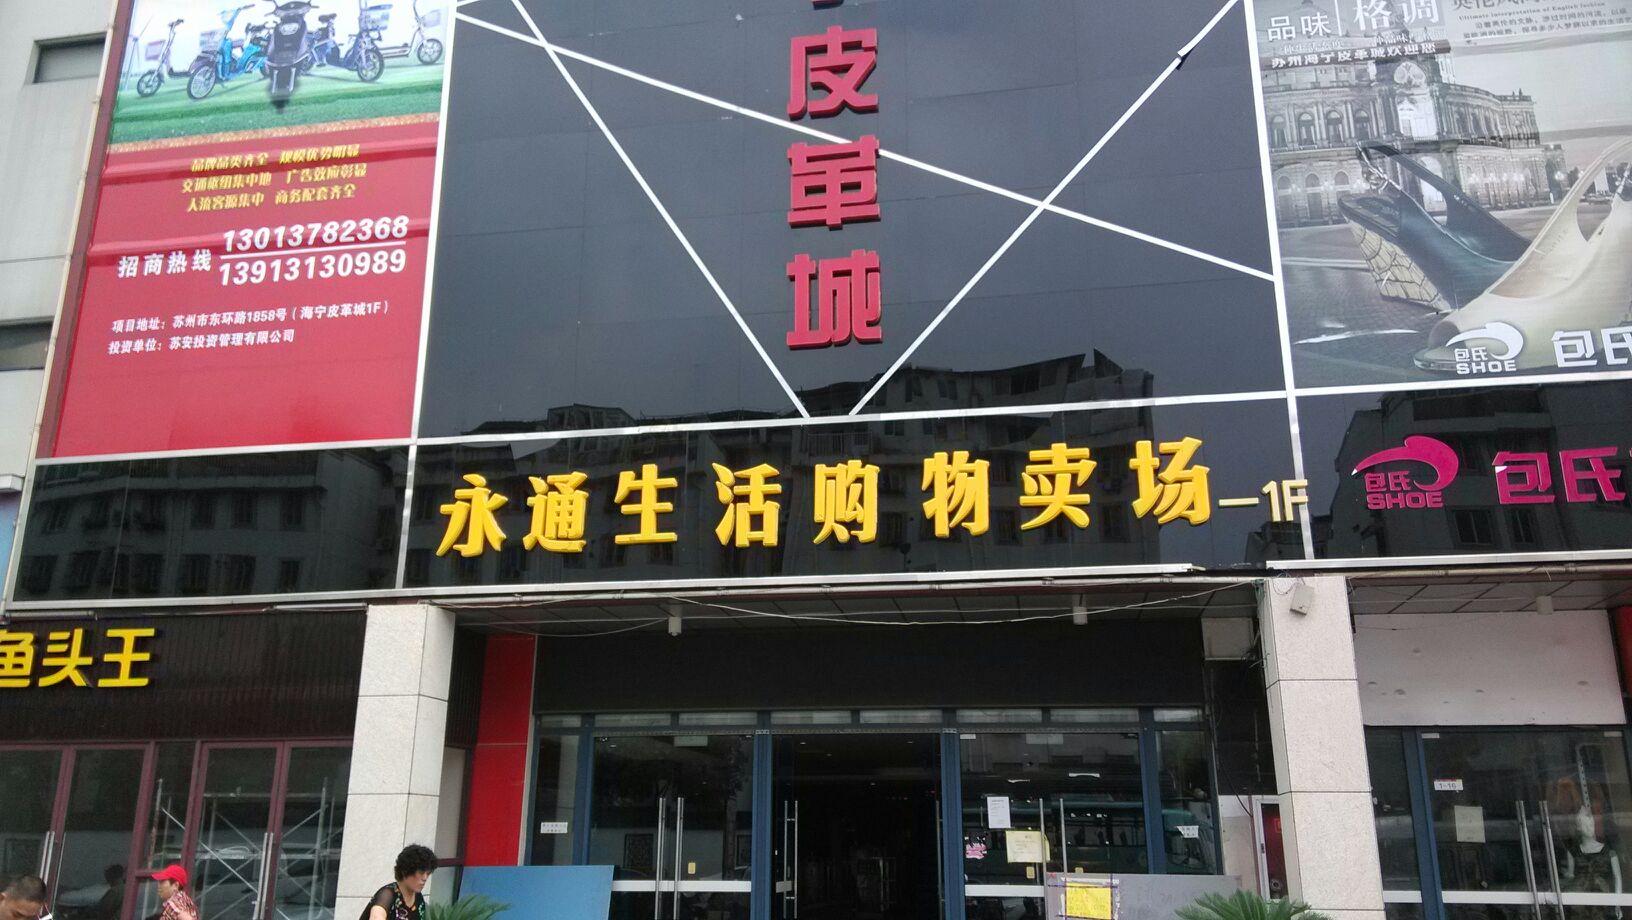 品牌品类齐全 规模优势明显
交通枢纽集中地 广告效应彰显
人流客源集中 商务配套齐全
招商热线
13013782368
13913130989
项目地址：苏州市东环路1858号（海宁皮革城1F）
投资单位：苏安投资管理有限公司
皮革城
品味 格调
苏州海宁皮革城欢迎您
包氏
SHOE
包氏
永通生活购物卖场-1F
包氏
SHOE
包氏
鱼头王
1-16